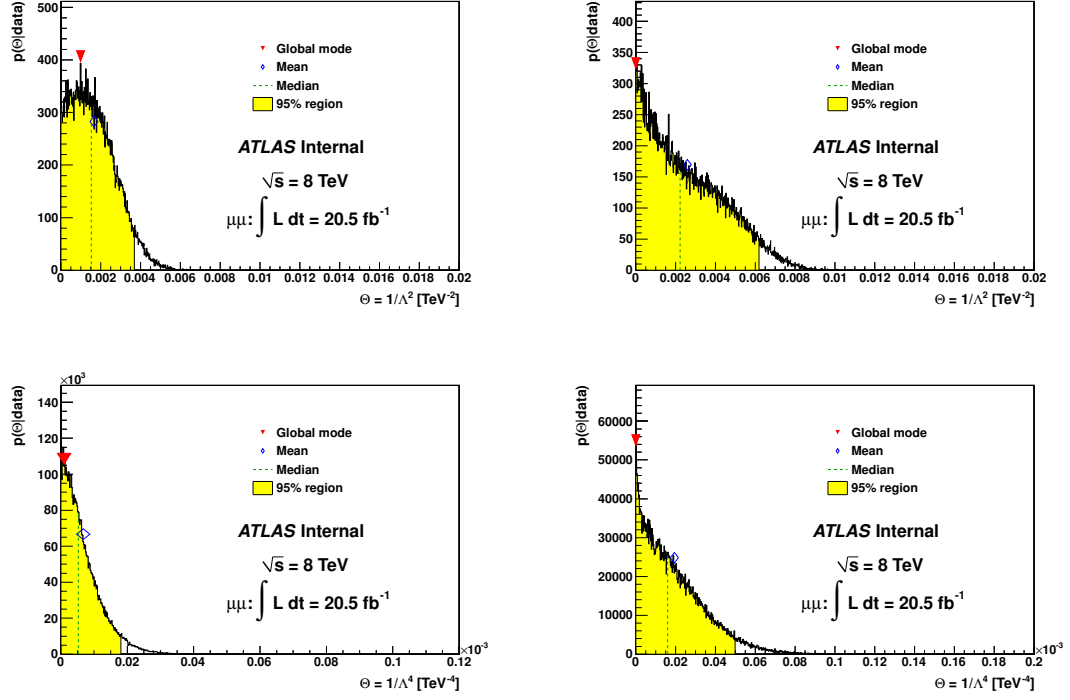 p(Θ|data)
500
400
300
200
100
0
Global mode
Mean
Median
95% region
ATLAS Internal
√s = 8 TeV
μμ: ∫ L dt = 20.5 fb⁻¹
0 0.002 0.004 0.006 0.008 0.01 0.012 0.014 0.016 0.018 0.02
Θ = 1/Λ² [TeV⁻²]
p(Θ|data)
400
350
300
250
200
150
100
50
0
Global mode
Mean
Median
95% region
ATLAS Internal
√s = 8 TeV
μμ: ∫ L dt = 20.5 fb⁻¹
0 0.002 0.004 0.006 0.008 0.01 0.012 0.014 0.016 0.018 0.02
Θ = 1/Λ² [TeV⁻²]
×10³
p(Θ|data)
140
120
100
80
60
40
20
0
Global mode
Mean
Median
95% region
ATLAS Internal
√s = 8 TeV
μμ: ∫ L dt = 20.5 fb⁻¹
×10⁻³
0 0.02 0.04 0.06 0.08 0.1 0.12
Θ = 1/Λ⁴ [TeV⁻⁴]
p(Θ|data)
60000
50000
40000
30000
20000
10000
0
Global mode
Mean
Median
95% region
ATLAS Internal
√s = 8 TeV
μμ: ∫ L dt = 20.5 fb⁻¹
×10⁻³
0 0.02 0.04 0.06 0.08 0.1 0.12 0.14 0.16 0.18 0.2
Θ = 1/Λ⁴ [TeV⁻⁴]